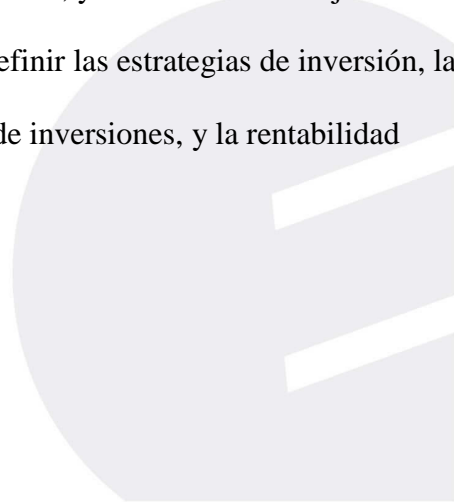 efinir las estrategias de inversión, la
de inversiones, y la rentabilidad